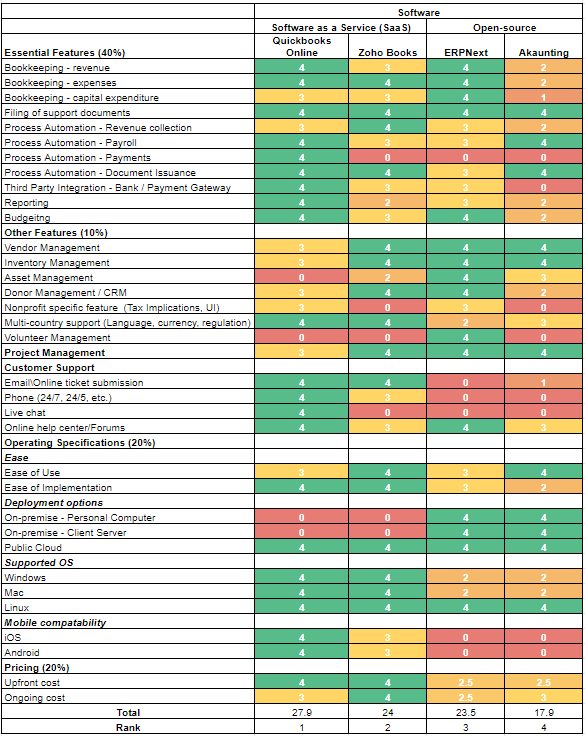 Software
Software as a Service (SaaS) Open-source
Essential Features (40%) Quickbooks Online Zoho Books ERPNext Akaunting
Bookkeeping - revenue 4 3 4 2
Bookkeeping - expenses 4 4 4 2
Bookkeeping - capital expenditure 3 3 4 1
Filing of support documents 4 4 4 4
Process Automation - Revenue collection 3 4 3 2
Process Automation - Payroll 4 3 3 4
Process Automation - Payments 4 0 0 0
Process Automation - Document Issuance 4 4 3 4
Third Party Integration - Bank / Payment Gateway 4 3 3 0
Reporting 4 2 3 2
Budgeitng 4 3 4 2
Other Features (10%)
Vendor Management 3 4 4 4
Inventory Management 3 4 4 4
Asset Management 0 2 4 3
Donor Management / CRM 3 4 4 2
Nonprofit specific feature (Tax Implications, UI) 3 0 3 0
Multi-country support (Language, currency, regulation) 4 4 2 3
Volunteer Management 0 0 4 0
Project Management 3 4 4 4
Customer Support
Email\Online ticket submission 4 4 0 1
Phone (24/7, 24/5, etc.) 4 3 0 0
Live chat 4 0 0 0
Online help center/Forums 4 3 4 3
Operating Specifications (20%)
Ease
Ease of Use 3 4 3 4
Ease of Implementation 4 4 3 2
Deployment options
On-premise - Personal Computer 0 0 4 4
On-premise - Client Server 0 0 4 4
Public Cloud 4 4 4 4
Supported OS
Windows 4 4 2 2
Mac 4 4 2 2
Linux 4 4 4 4
Mobile compatability
iOS 4 3 0 0
Android 4 3 0 0
Pricing (20%)
Upfront cost 4 4 2.5 2.5
Ongoing cost 3 4 2.5 3
Total 27.9 24 23.5 17.9
Rank 1 2 3 4